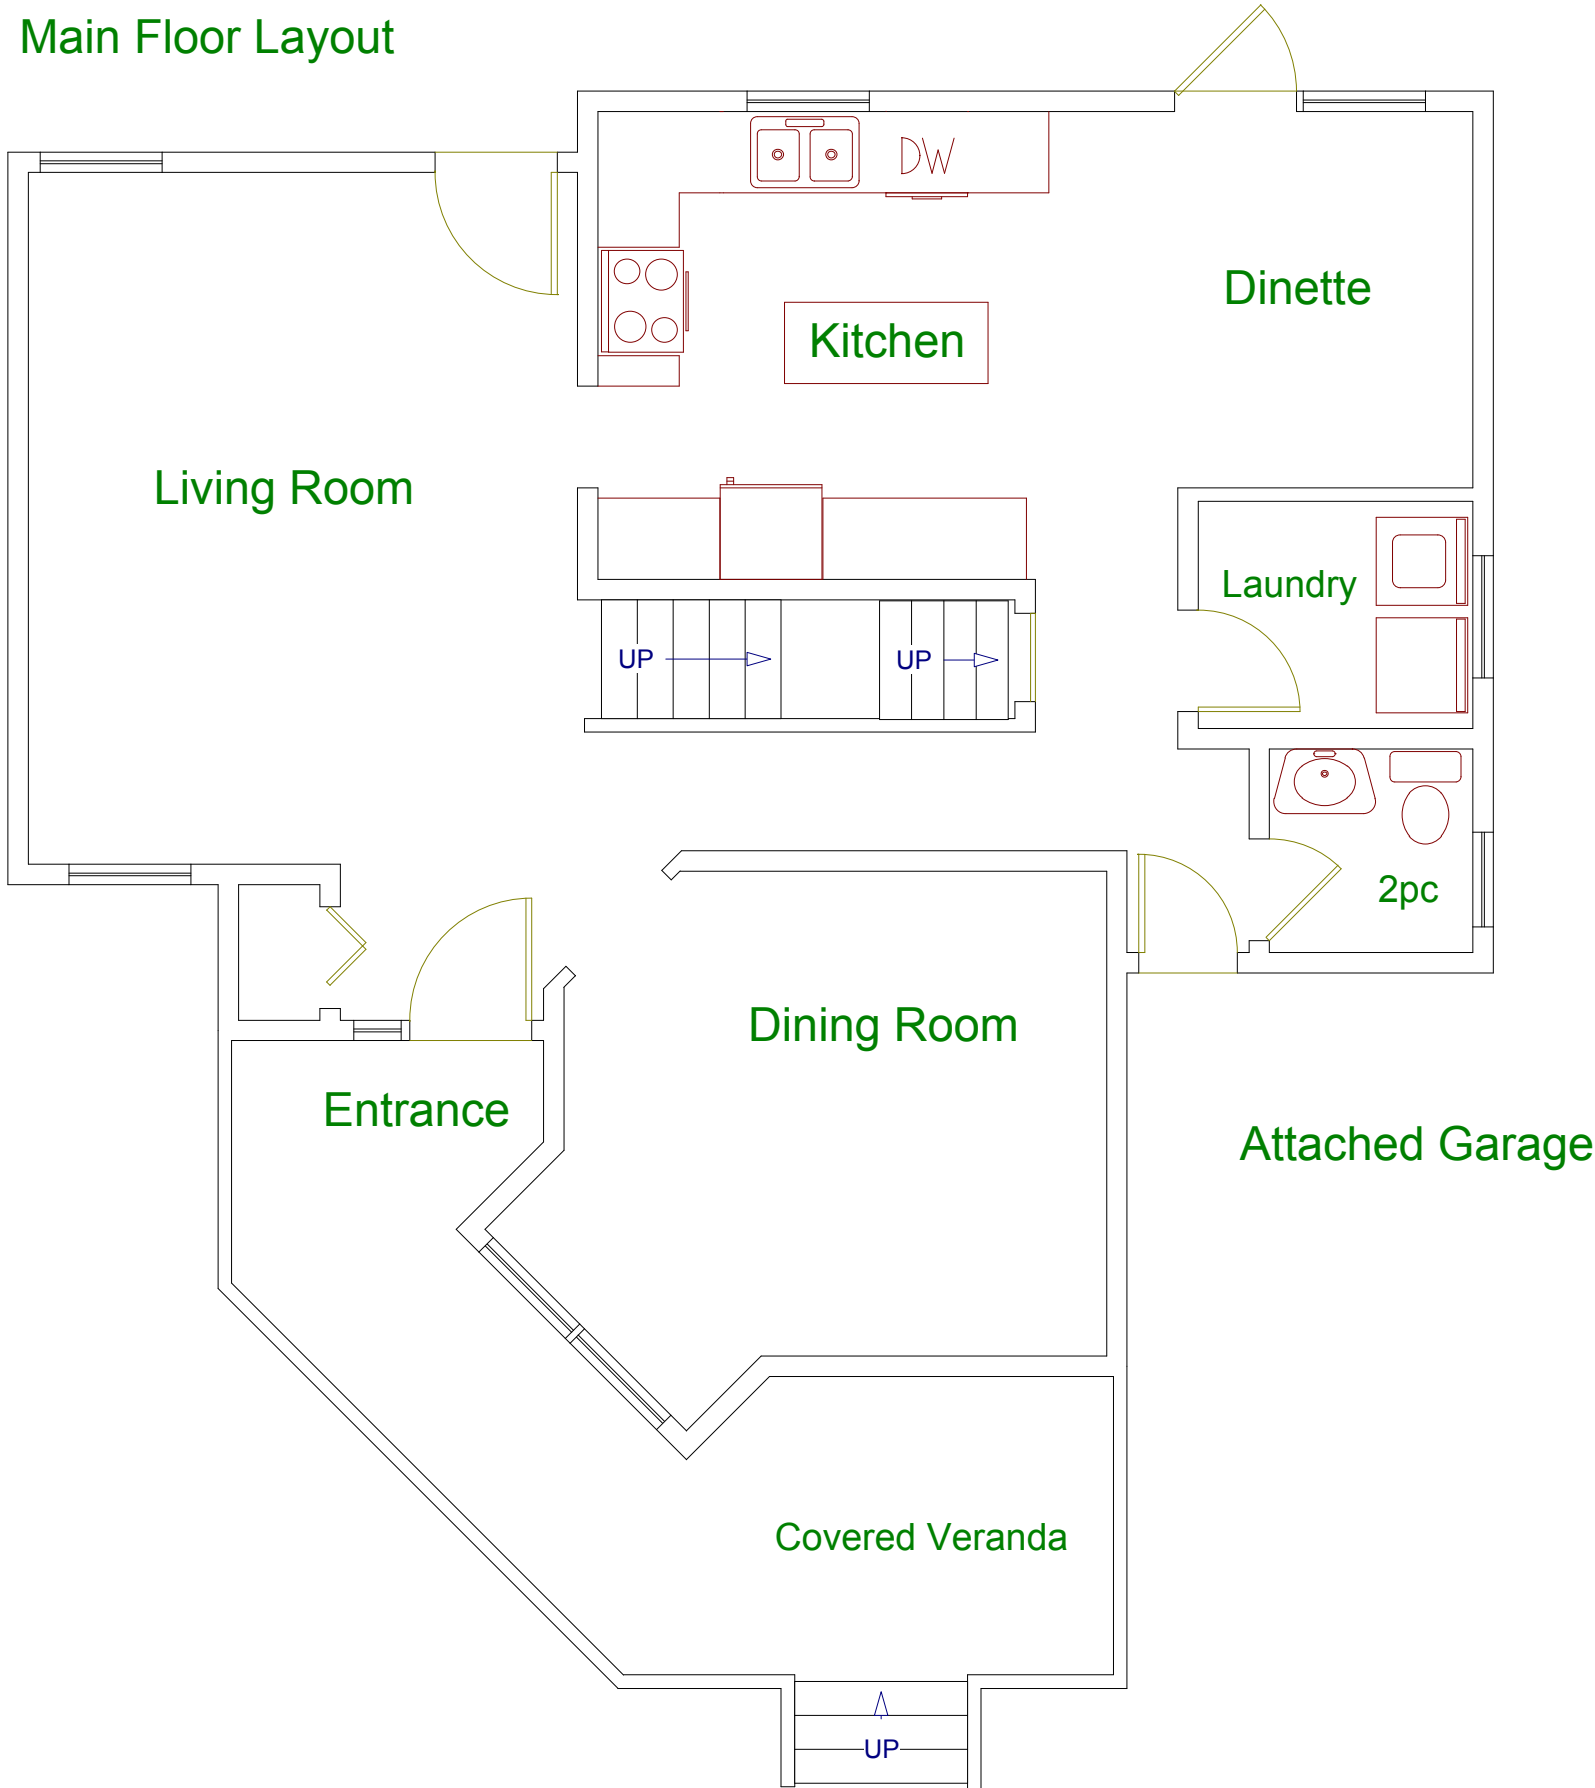 Main Floor Layout
DW
Dinette
Kitchen
Living Room
Laundry
UP
UP
2pc
Dining Room
Entrance
Attached Garage
Covered Veranda
UP